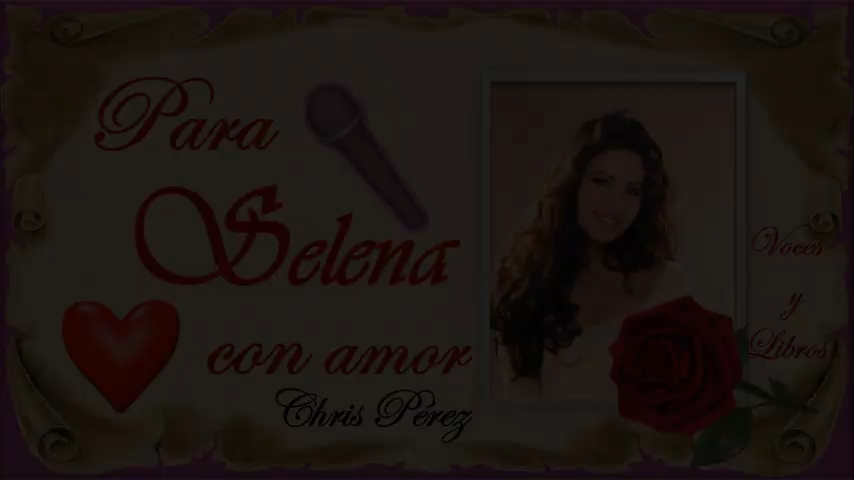 Para
Selena
con amor
Chris Pérez
Voces
y
Libros